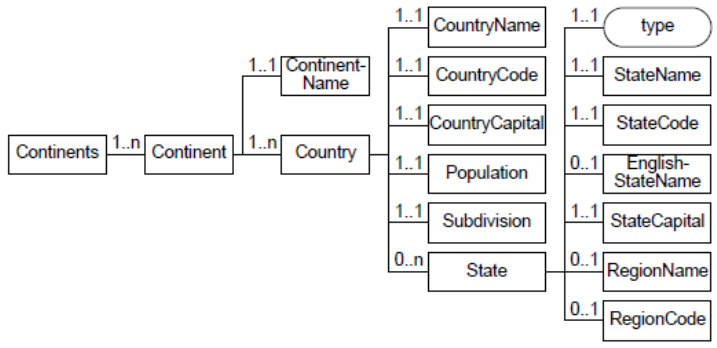 1..1 CountryName 1..1 type
1..1 Continent-
Name 1..1 CountryCode 1..1 StateName
1..1 CountryCapital 1..1 StateCode
Continents 1..n Continent 1..n Country
1..1 Population 0..1 English-
StateName
1..1 Subdivision 1..1 StateCapital
0..n State 0..1 RegionName
0..1 RegionCode